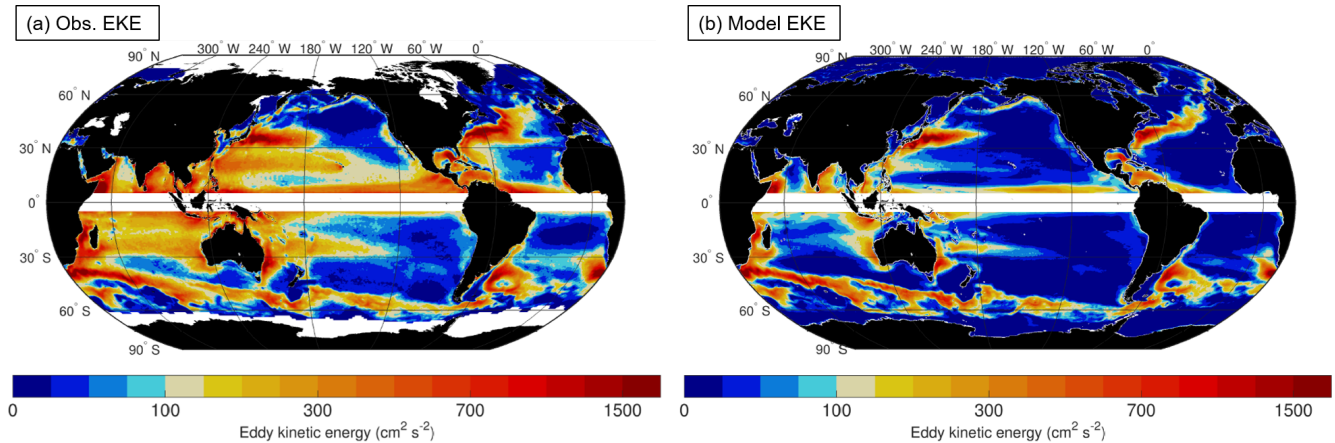 (a) Obs. EKE
(b) Model EKE
300° W 240° W 180° W 120° W 60° W 0°
90° N
60° N
30° N
0°
30° S
60° S
90° S
0 100 300 700 1500
Eddy kinetic energy (cm² s⁻²)
300° W 240° W 180° W 120° W 60° W 0°
90° N
60° N
30° N
0°
30° S
60° S
90° S
0 100 300 700 1500
Eddy kinetic energy (cm² s⁻²)